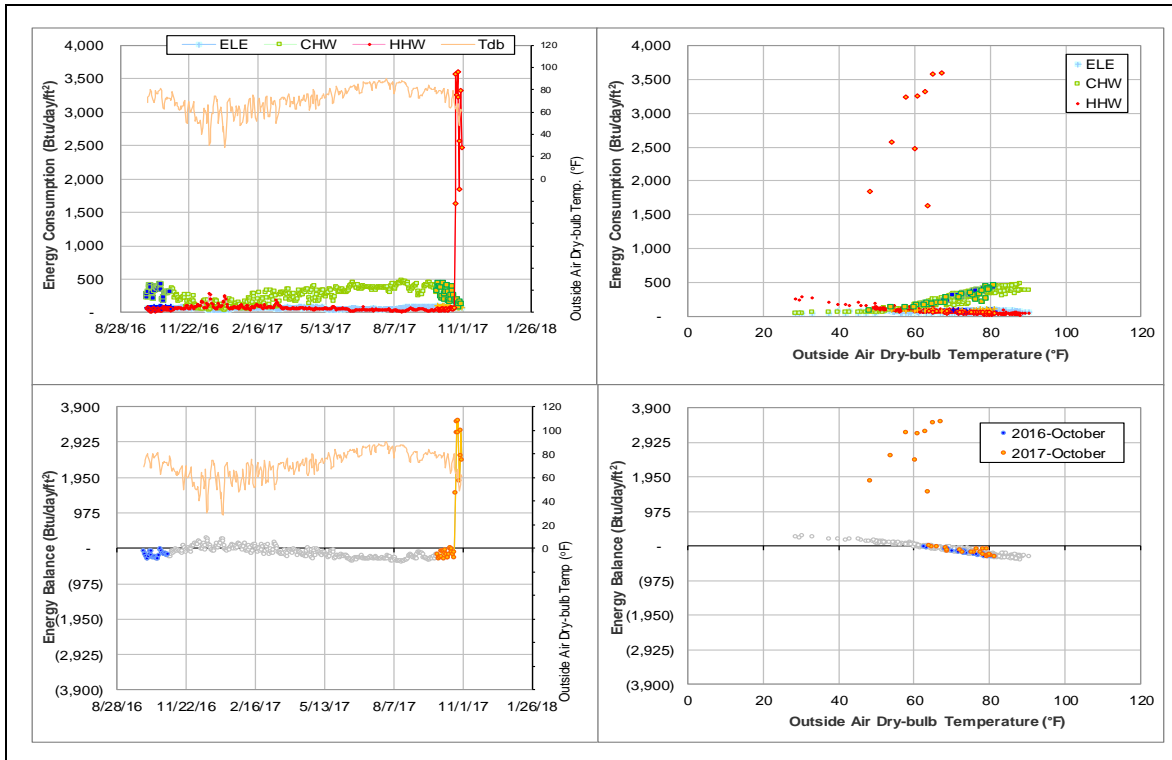 ELE CHW HHW Tdb
4,000
3,500
3,000
2,500
2,000
1,500
1,000
500
-
Energy Consumption (Btu/day/ft²)
120
100
80
60
40
20
0
Outside Air Dry-bulb Temp. (°F)
8/28/16 11/22/16 2/16/17 5/13/17 8/7/17 11/1/17 1/26/18
4,000
3,500
3,000
2,500
2,000
1,500
1,000
500
-
Energy Consumption (Btu/day/ft²)
ELE
CHW
HHW
0 20 40 60 80 100 120
Outside Air Dry-bulb Temperature (°F)
3,900
2,925
1,950
975
-
(975)
(1,950)
(2,925)
(3,900)
Energy Balance (Btu/day/ft²)
120
100
80
60
40
20
0
Outside Air Dry-bulb Temp (°F)
8/28/16 11/22/16 2/16/17 5/13/17 8/7/17 11/1/17 1/26/18
3,900
2,925
1,950
975
-
(975)
(1,950)
(2,925)
(3,900)
Energy Balance (Btu/day/ft²)
2016-October
2017-October
0 20 40 60 80 100 120
Outside Air Dry-bulb Temperature (°F)